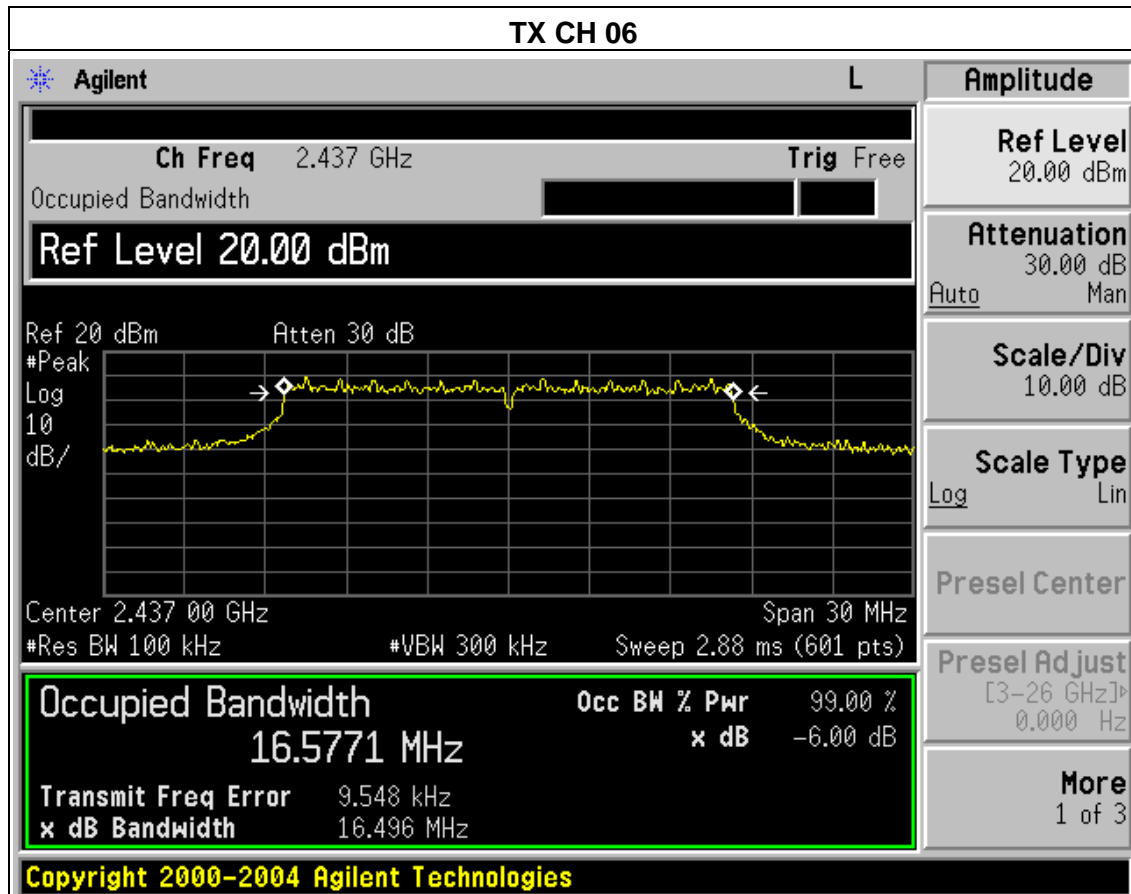 TX CH 06
Agilent L
Ch Freq 2.437 GHz Trig Free
Occupied Bandwidth
Ref Level 20.00 dBm
Ref 20 dBm Atten 30 dB
#Peak
Log
10
dB/
Center 2.437 00 GHz Span 30 MHz
#Res BW 100 kHz #VBW 300 kHz Sweep 2.88 ms (601 pts)
Occupied Bandwidth
16.5771 MHz
Occ BW % Pwr 99.00 %
x dB -6.00 dB
Transmit Freq Error 9.548 kHz
x dB Bandwidth 16.496 MHz
Copyright 2000-2004 Agilent Technologies
Amplitude
Ref Level
20.00 dBm
Attenuation
30.00 dB
Auto Man
Scale/Div
10.00 dB
Scale Type
Log Lin
Presel Center
Presel Adjust
[3-26 GHz]
0.000 Hz
More
1 of 3